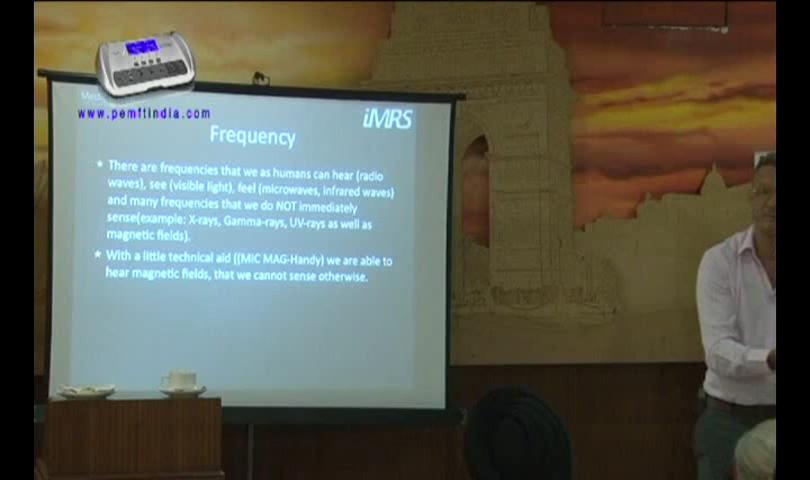 www.pemftindia.com
iMRS
Frequency
There are frequencies that we as humans can hear (radio
waves), see (visible light), feel (microwaves, infrared waves)
and many frequencies that we do NOT immediately
sense(example: X-rays, Gamma-rays, UV-rays as well as
magnetic fields).
With a little technical aid ((MIC MAG-Handy) we are able to
hear magnetic fields, that we cannot sense otherwise.